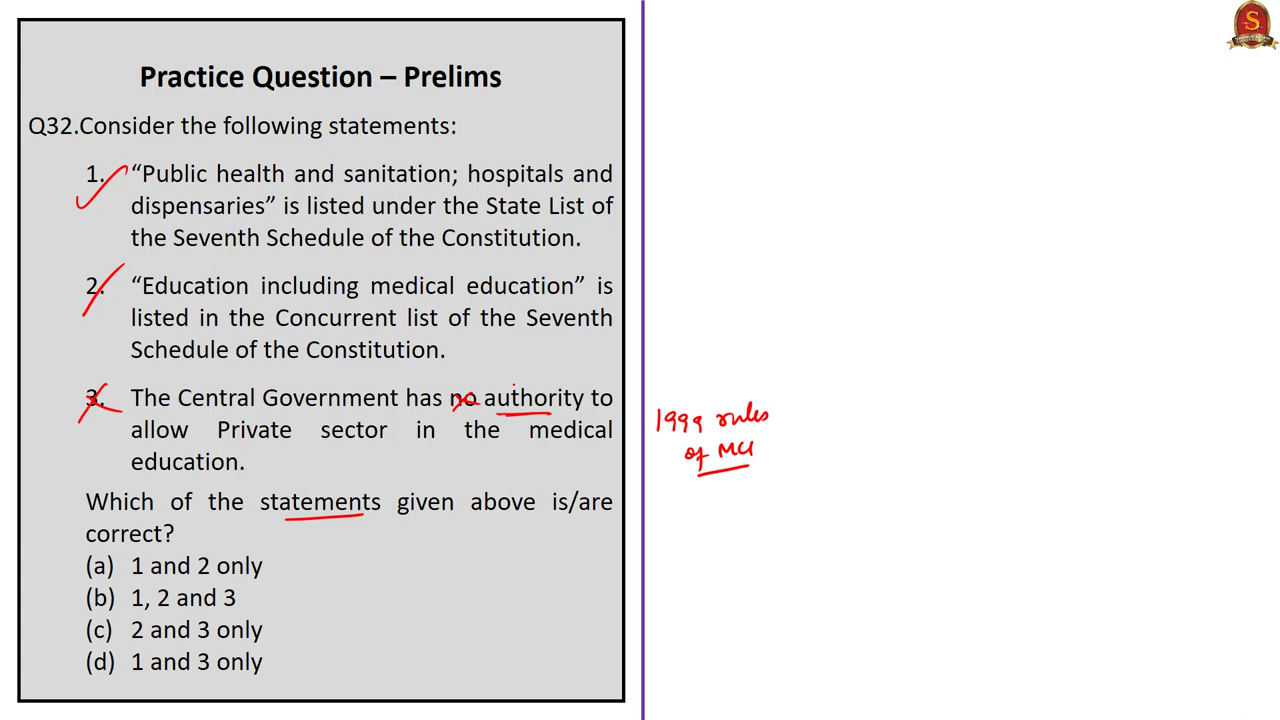 Practice Question – Prelims
Q32.Consider the following statements:
1. “Public health and sanitation; hospitals and
dispensaries” is listed under the State List of
the Seventh Schedule of the Constitution.
2. “Education including medical education” is
listed in the Concurrent list of the Seventh
Schedule of the Constitution.
3. The Central Government has no authority to
allow Private sector in the medical
education.
Which of the statements given above is/are
correct?
(a) 1 and 2 only
(b) 1, 2 and 3
(c) 2 and 3 only
(d) 1 and 3 only
1999 rules
of MCI
S